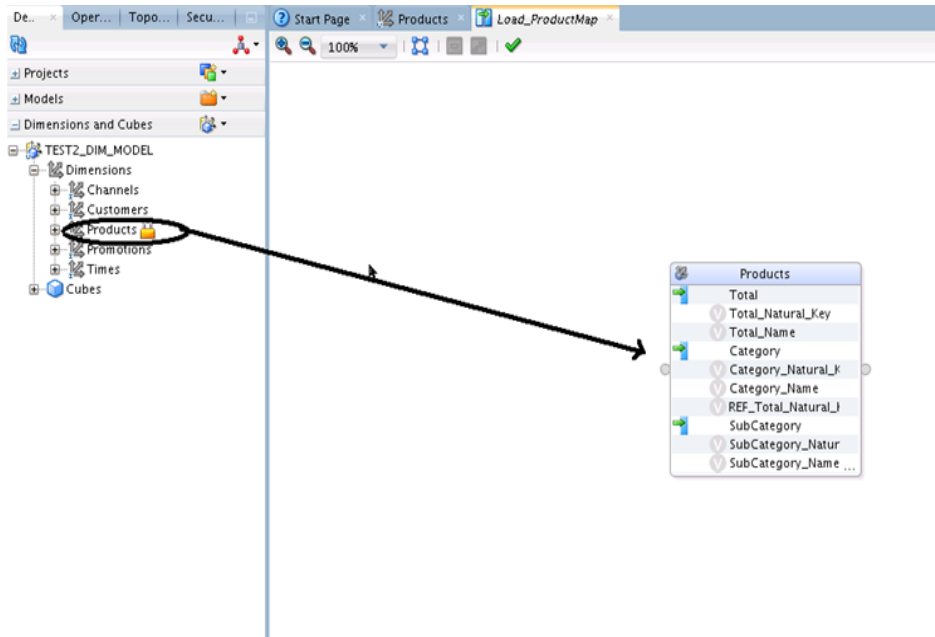 De..
Oper...
Topo...
Secu...
Start Page
Products
Load_ProductMap
100%
Projects
Models
Dimensions and Cubes
TEST2_DIM_MODEL
Dimensions
Channels
Customers
Products
Promotions
Times
Cubes
Products
Total
V Total_Natural_Key
V Total_Name
Category
V Category_Natural_K
V Category_Name
V REF_Total_Natural_
SubCategory
V SubCategory_Natur
V SubCategory_Name ...